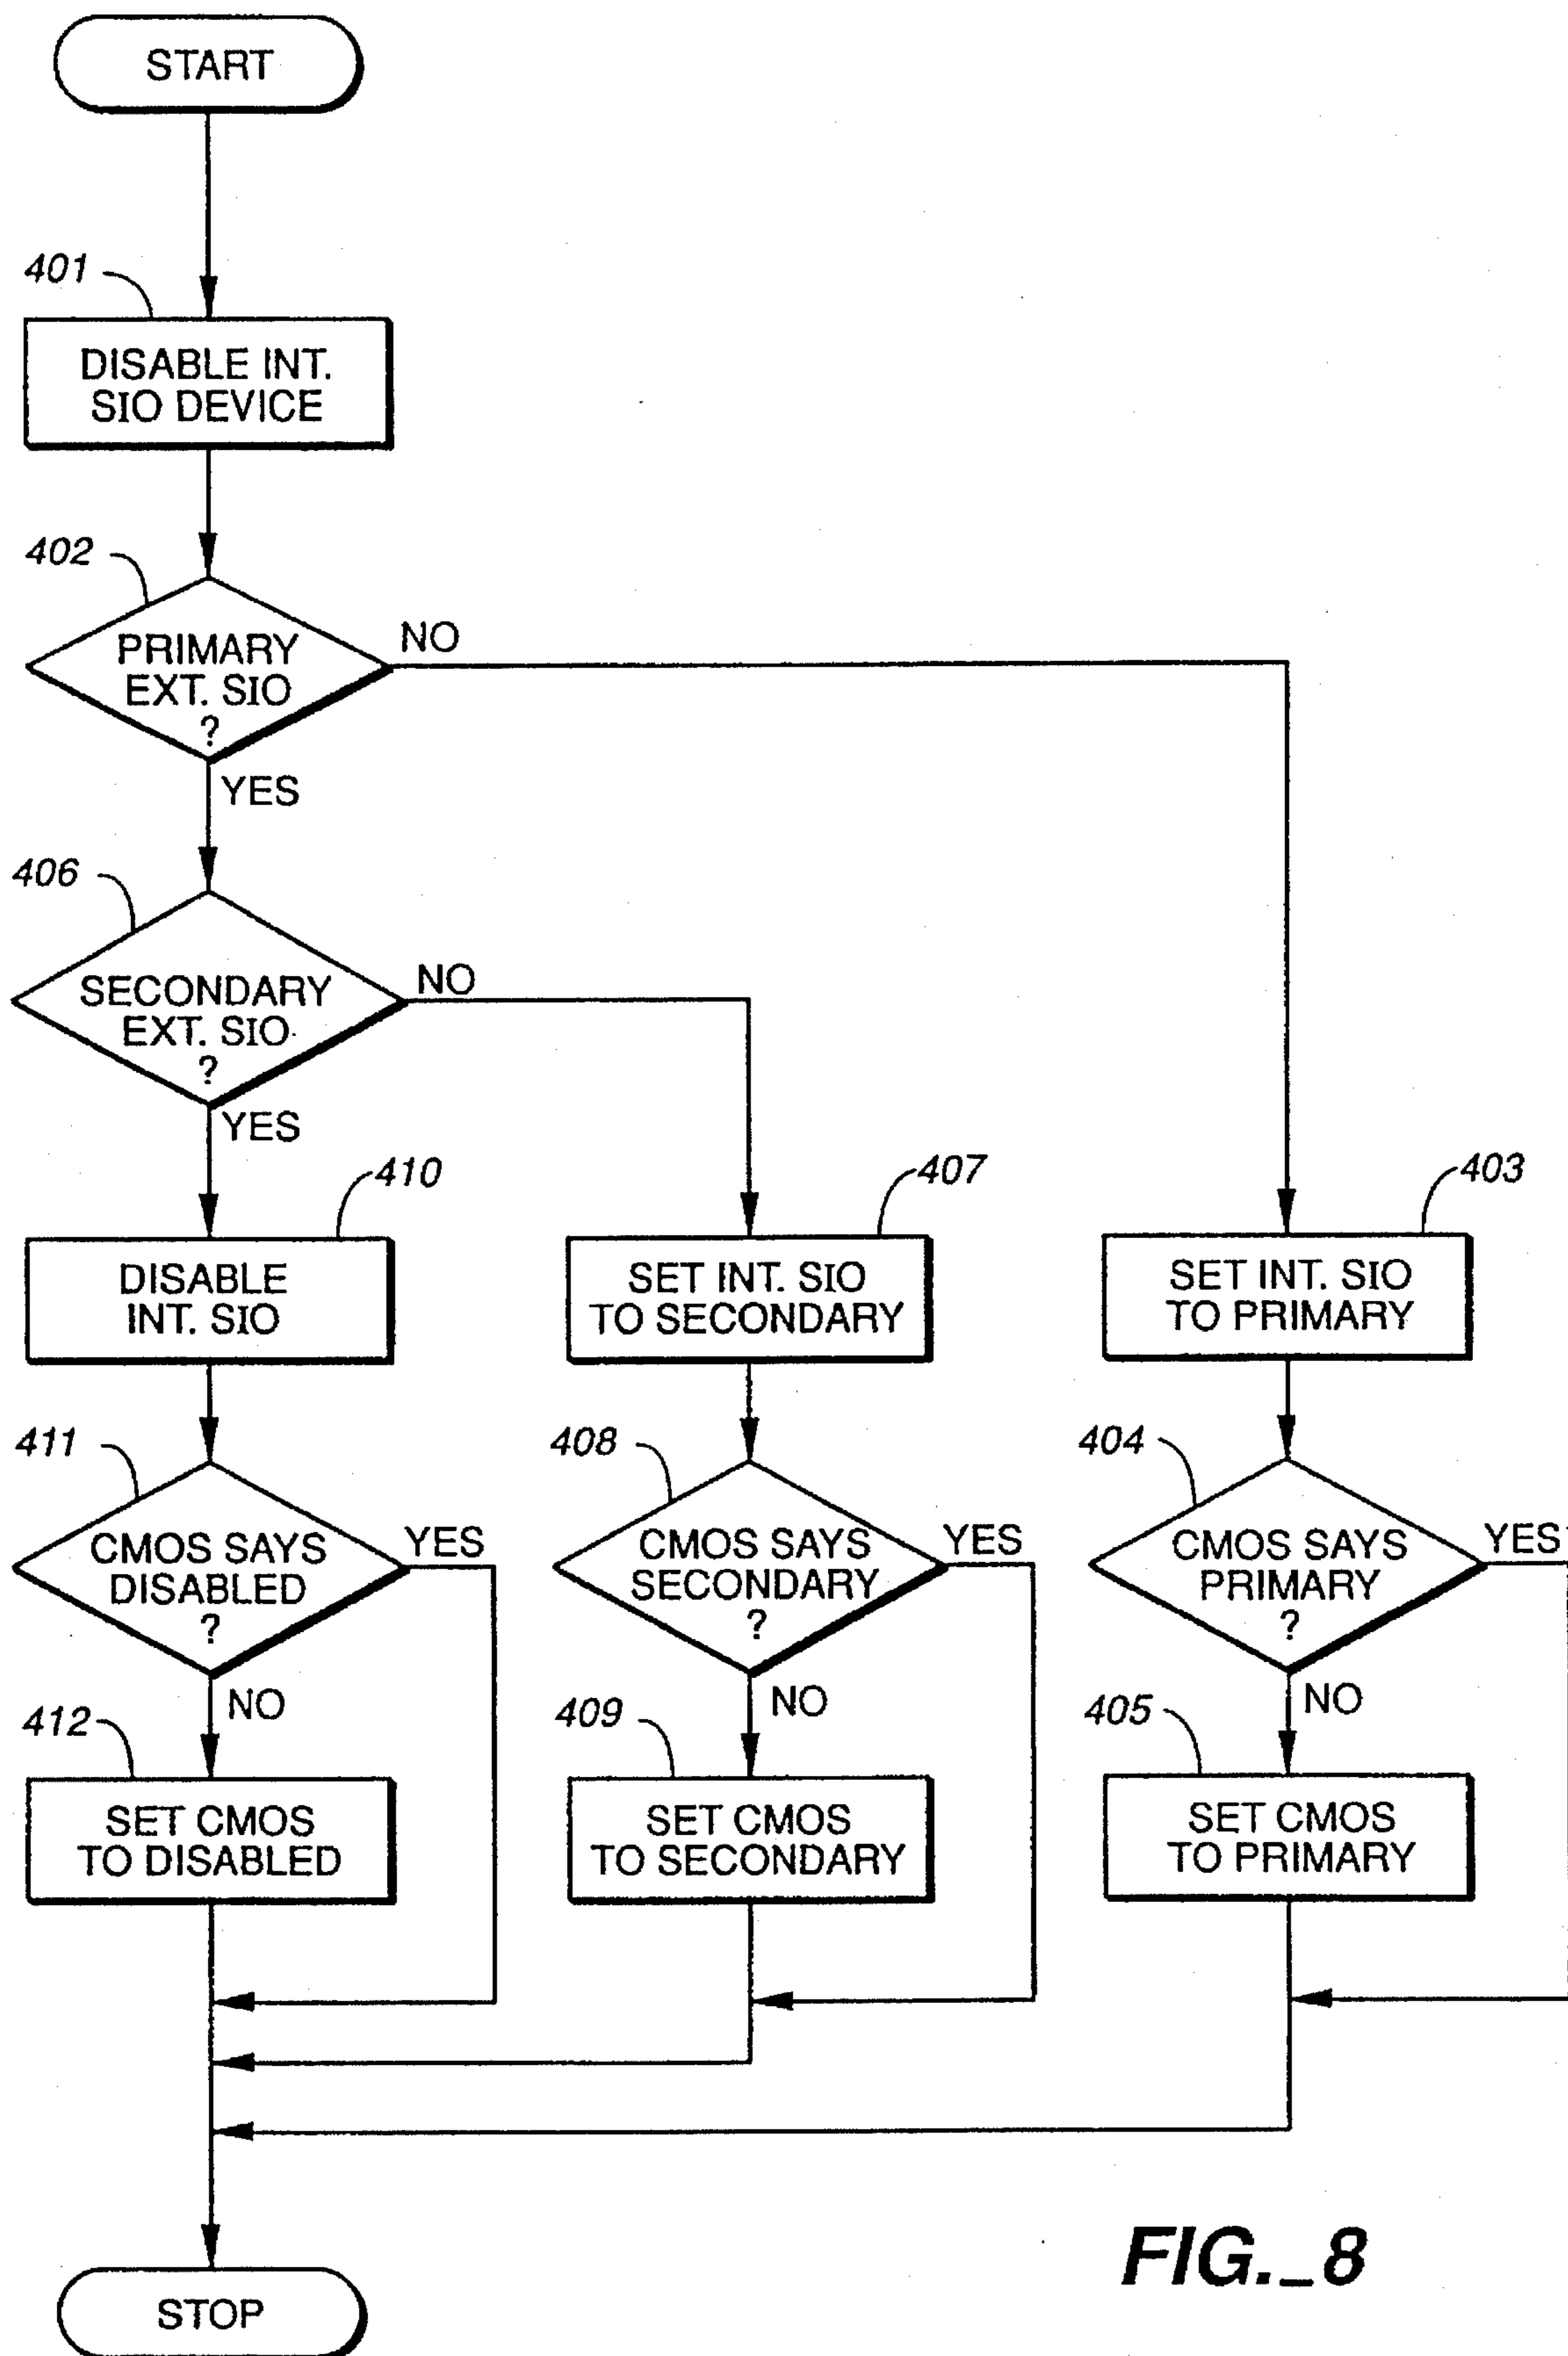 START
401
DISABLE INT.
SIO DEVICE
402
PRIMARY
EXT. SIO
?
NO
YES
406
SECONDARY
EXT. SIO
?
NO
YES
410
DISABLE
INT. SIO
407
SET INT. SIO
TO SECONDARY
403
SET INT. SIO
TO PRIMARY
411
CMOS SAYS
DISABLED
?
YES
NO
408
CMOS SAYS
SECONDARY
?
YES
NO
404
CMOS SAYS
PRIMARY
?
YES
NO
412
SET CMOS
TO DISABLED
409
SET CMOS
TO SECONDARY
405
SET CMOS
TO PRIMARY
STOP
FIG._8